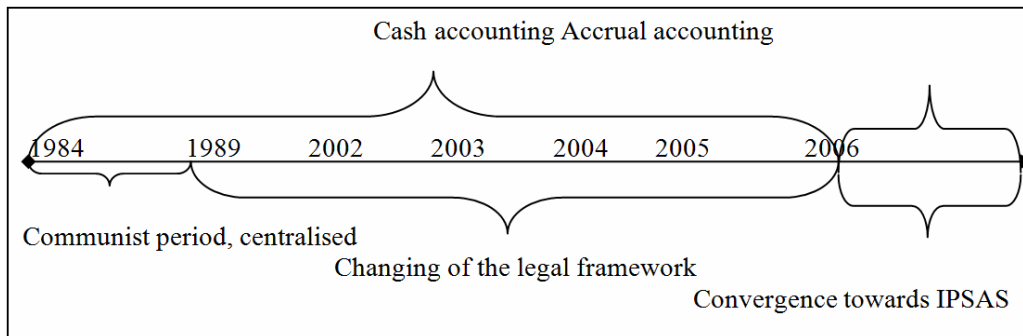 Cash accounting Accrual accounting
1984 1989 2002 2003 2004 2005 2006
Communist period, centralised
Changing of the legal framework
Convergence towards IPSAS